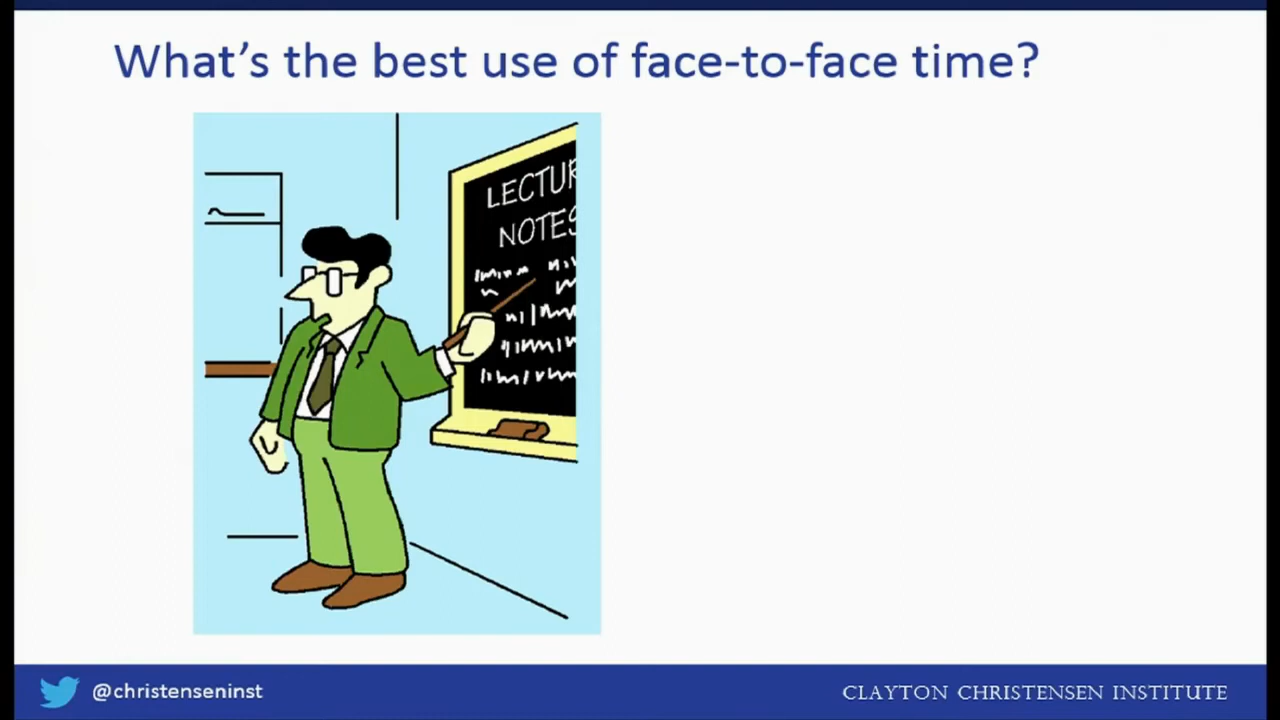 What's the best use of face-to-face time?
LECTUR
NOTES
@christenseninst
CLAYTON CHRISTENSEN INSTITUTE